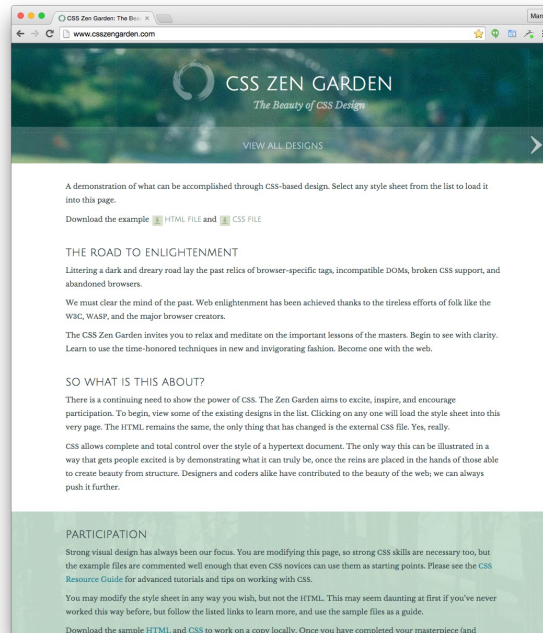 CSS Zen Garden: The Beau
Man
www.csszengarden.com
CSS ZEN GARDEN
The Beauty of CSS Design
VIEW ALL DESIGNS
A demonstration of what can be accomplished through CSS-based design. Select any style sheet from the list to load it
into this page.
Download the example HTML FILE and CSS FILE
THE ROAD TO ENLIGHTENMENT
Littering a dark and dreary road lay the past relics of browser-specific tags, incompatible DOMs, broken CSS support, and
abandoned browsers.
We must clear the mind of the past. Web enlightenment has been achieved thanks to the tireless efforts of folk like the
W3C, WASP, and the major browser creators.
The CSS Zen Garden invites you to relax and meditate on the important lessons of the masters. Begin to see with clarity.
Learn to use the time-honored techniques in new and invigorating fashion. Become one with the web.
SO WHAT IS THIS ABOUT?
There is a continuing need to show the power of CSS. The Zen Garden aims to excite, inspire, and encourage
participation. To begin, view some of the existing designs in the list. Clicking on any one will load the style sheet into this
very page. The HTML remains the same, the only thing that has changed is the external CSS file. Yes, really.
CSS allows complete and total control over the style of a hypertext document. The only way this can be illustrated in a
way that gets people excited is by demonstrating what it can truly be, once the reins are placed in the hands of those able
to create beauty from structure. Designers and coders alike have contributed to the beauty of the web; we can always
push it further.
PARTICIPATION
Strong visual design has always been our focus. You are modifying this page, so strong CSS skills are necessary too, but
the example files are commented well enough that even CSS novices can use them as starting points. Please see the CSS
Resource Guide for advanced tutorials and tips on working with CSS.
You may modify the style sheet in any way you wish, but not the HTML. This may seem daunting at first if you've never
worked this way before, but follow the listed links to learn more, and use the sample files as a guide.
Download the sample HTML and CSS to work on a copy locally. Once you have completed your masterpiece (and